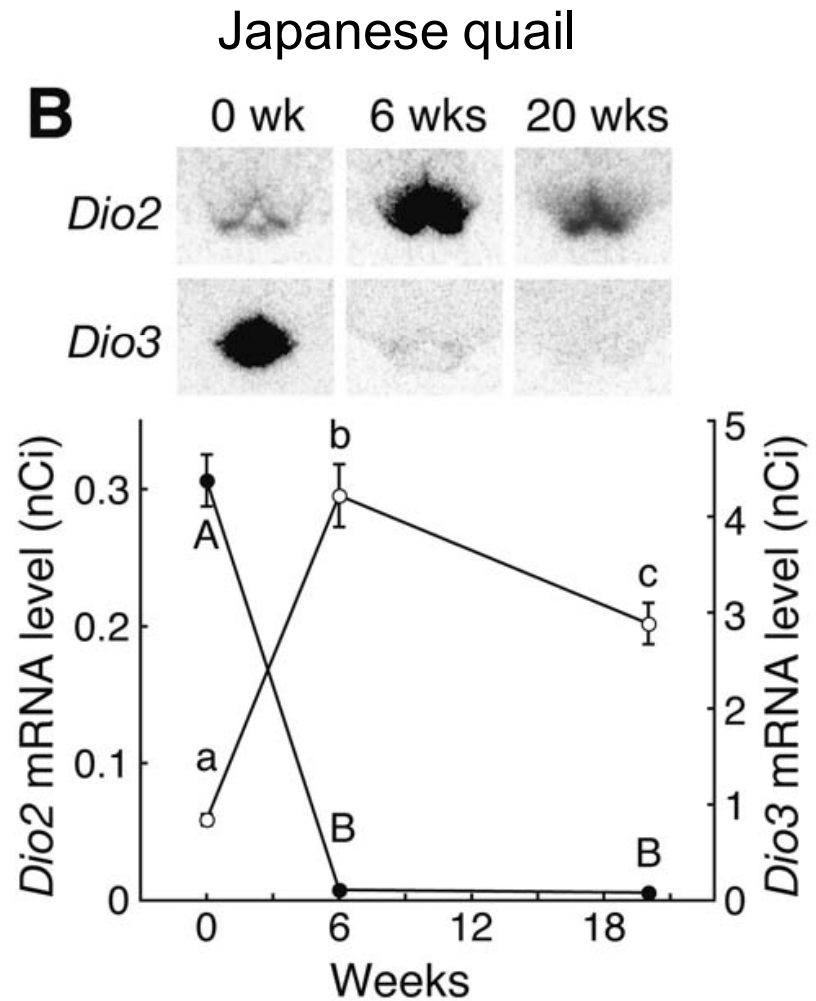 Japanese quail
B
0 wk 6 wks 20 wks
Dio2
Dio3
Dio2 mRNA level (nCi)
0.3
0.2
0.1
0
A
a
b
B
c
B
5
4
3
2
1
0
Dio3 mRNA level (nCi)
0 6 12 18
Weeks